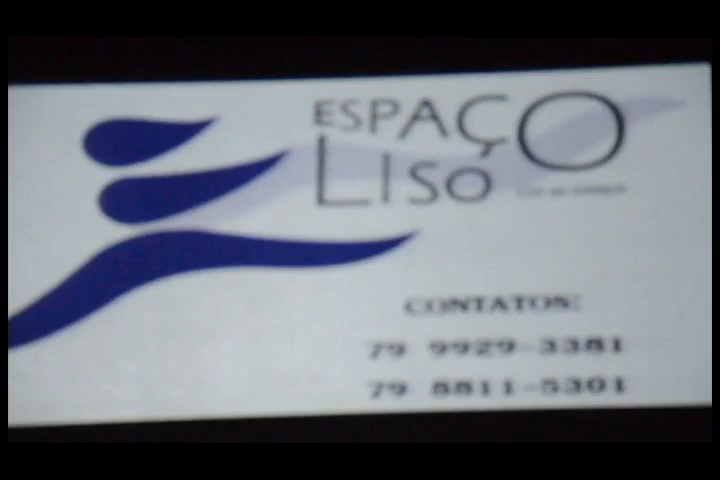 ESPAÇO
LISO
CONTATOS:
79 9929-3381
79 8811-5301